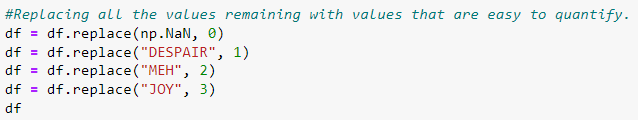 #Replacing all the values remaining with values that are easy to quantify.
df = df.replace(np.NaN, 0)
df = df.replace("DESPAIR", 1)
df = df.replace("MEH", 2)
df = df.replace("JOY", 3)
df